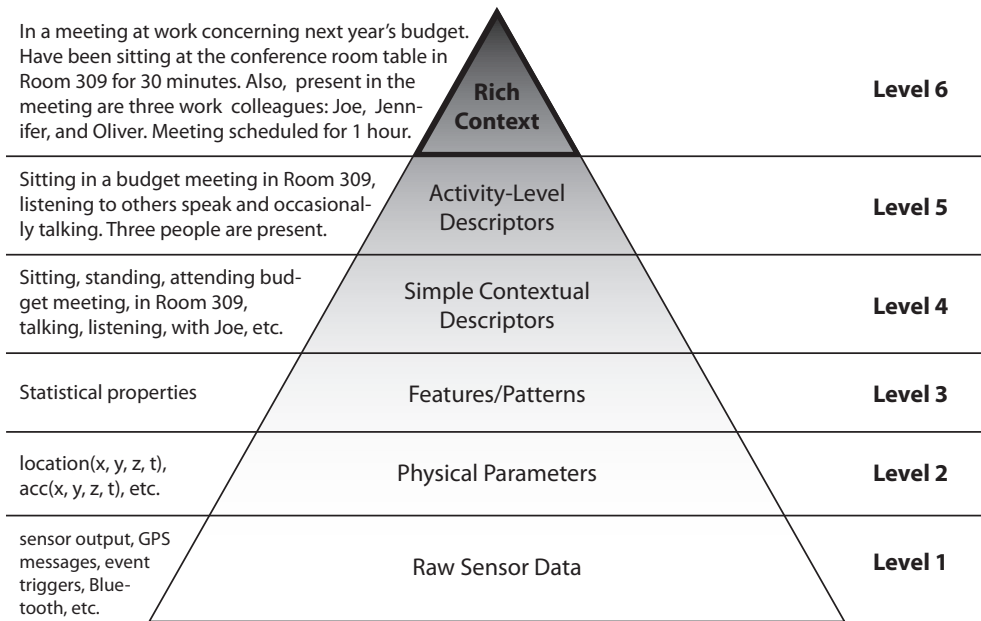 In a meeting at work concerning next year's budget.
Have been sitting at the conference room table in
Room 309 for 30 minutes. Also, present in the
meeting are three work colleagues: Joe, Jenn-
ifer, and Oliver. Meeting scheduled for 1 hour.
Rich
Context
Level 6
Sitting in a budget meeting in Room 309,
listening to others speak and occasional-
ly talking. Three people are present.
Activity-Level
Descriptors
Level 5
Sitting, standing, attending bud-
get meeting, in Room 309,
talking, listening, with Joe, etc.
Simple Contextual
Descriptors
Level 4
Statistical properties
Features/Patterns
Level 3
location(x, y, z, t),
acc(x, y, z, t), etc.
Physical Parameters
Level 2
sensor output, GPS
messages, event
triggers, Blue-
tooth, etc.
Raw Sensor Data
Level 1